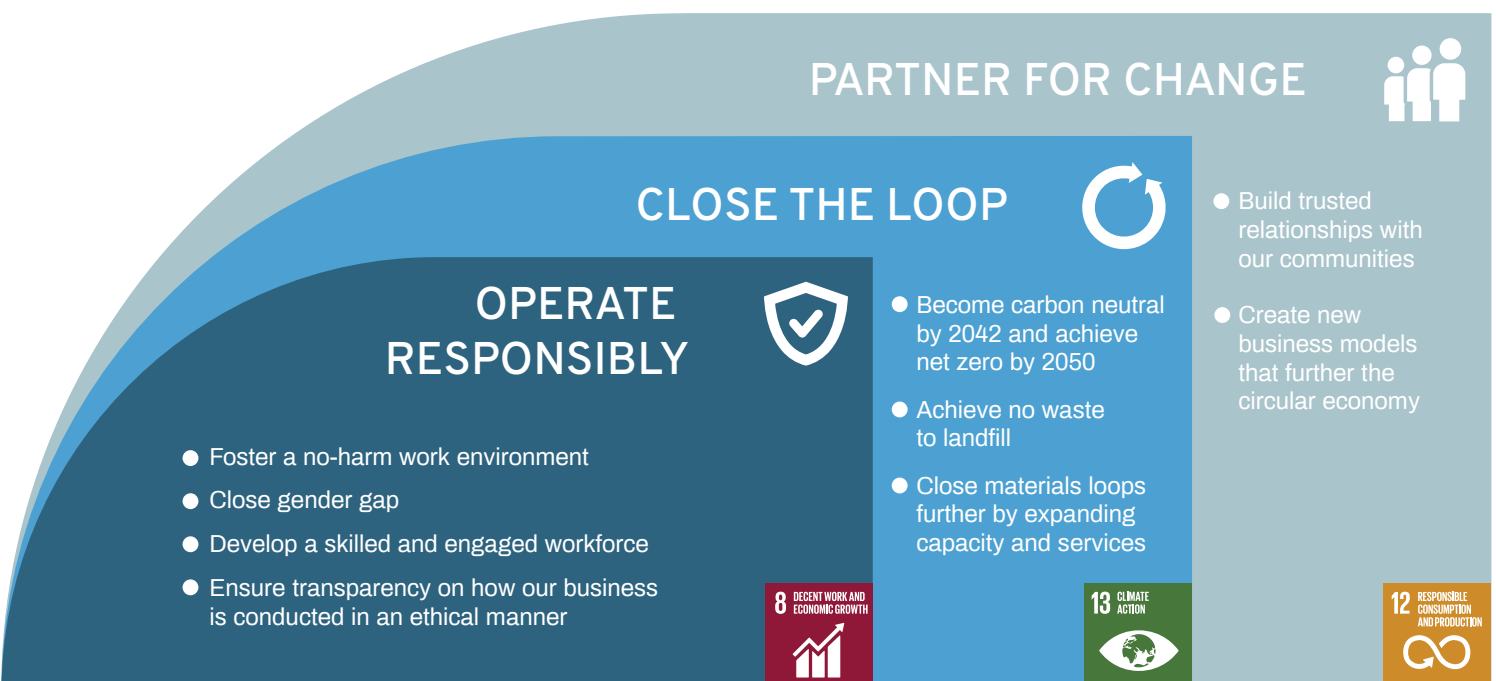 PARTNER FOR CHANGE
Build trusted
relationships with
our communities
Create new
business models
that further the
circular economy
CLOSE THE LOOP
Become carbon neutral
by 2042 and achieve
net zero by 2050
Achieve no waste
to landfill
Close materials loops
further by expanding
capacity and services
OPERATE
RESPONSIBLY
Foster a no-harm work environment
Close gender gap
Develop a skilled and engaged workforce
Ensure transparency on how our business
is conducted in an ethical manner
8 DECENT WORK AND
ECONOMIC GROWTH
13 CLIMATE
ACTION
12 RESPONSIBLE
CONSUMPTION
AND PRODUCTION